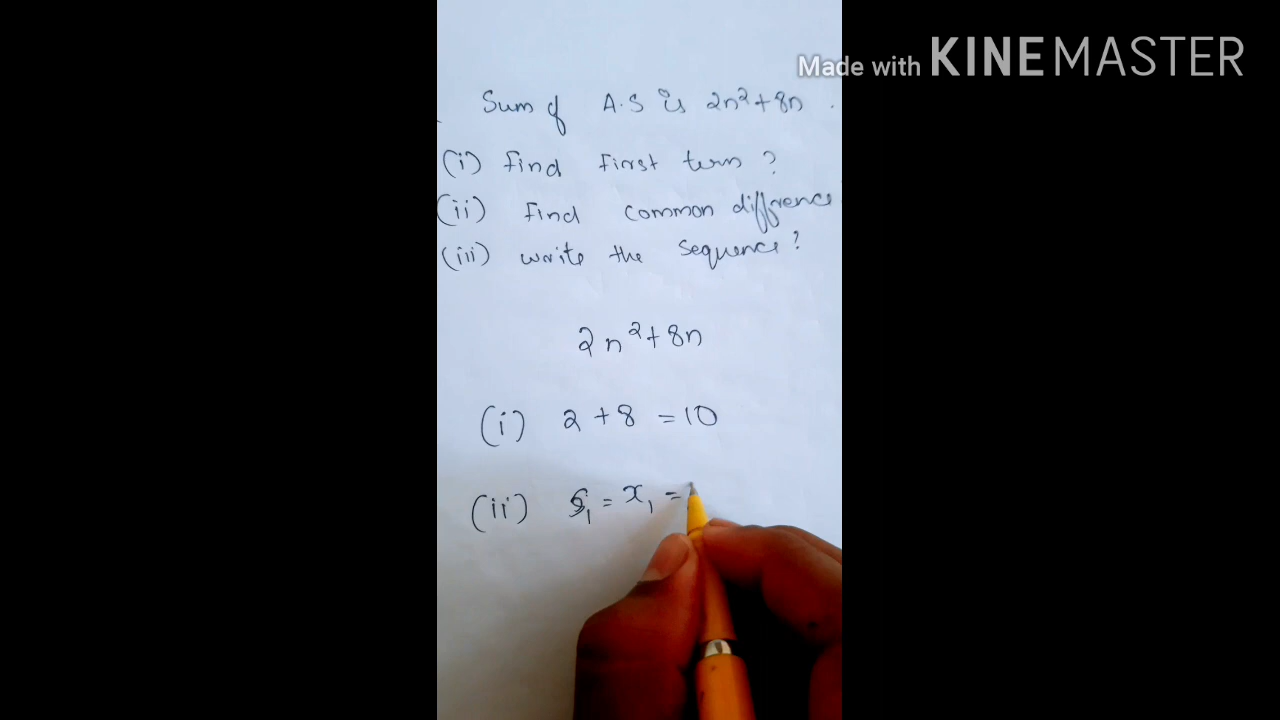 Made with KINEMASTER
Sum of A.S is 2n²+8n.
(i) find first term ?
(ii) find common diffrence
(iii) write the sequence?
2n²+8n
(i) 2+8 =10
(ii) S₁ = x₁ =